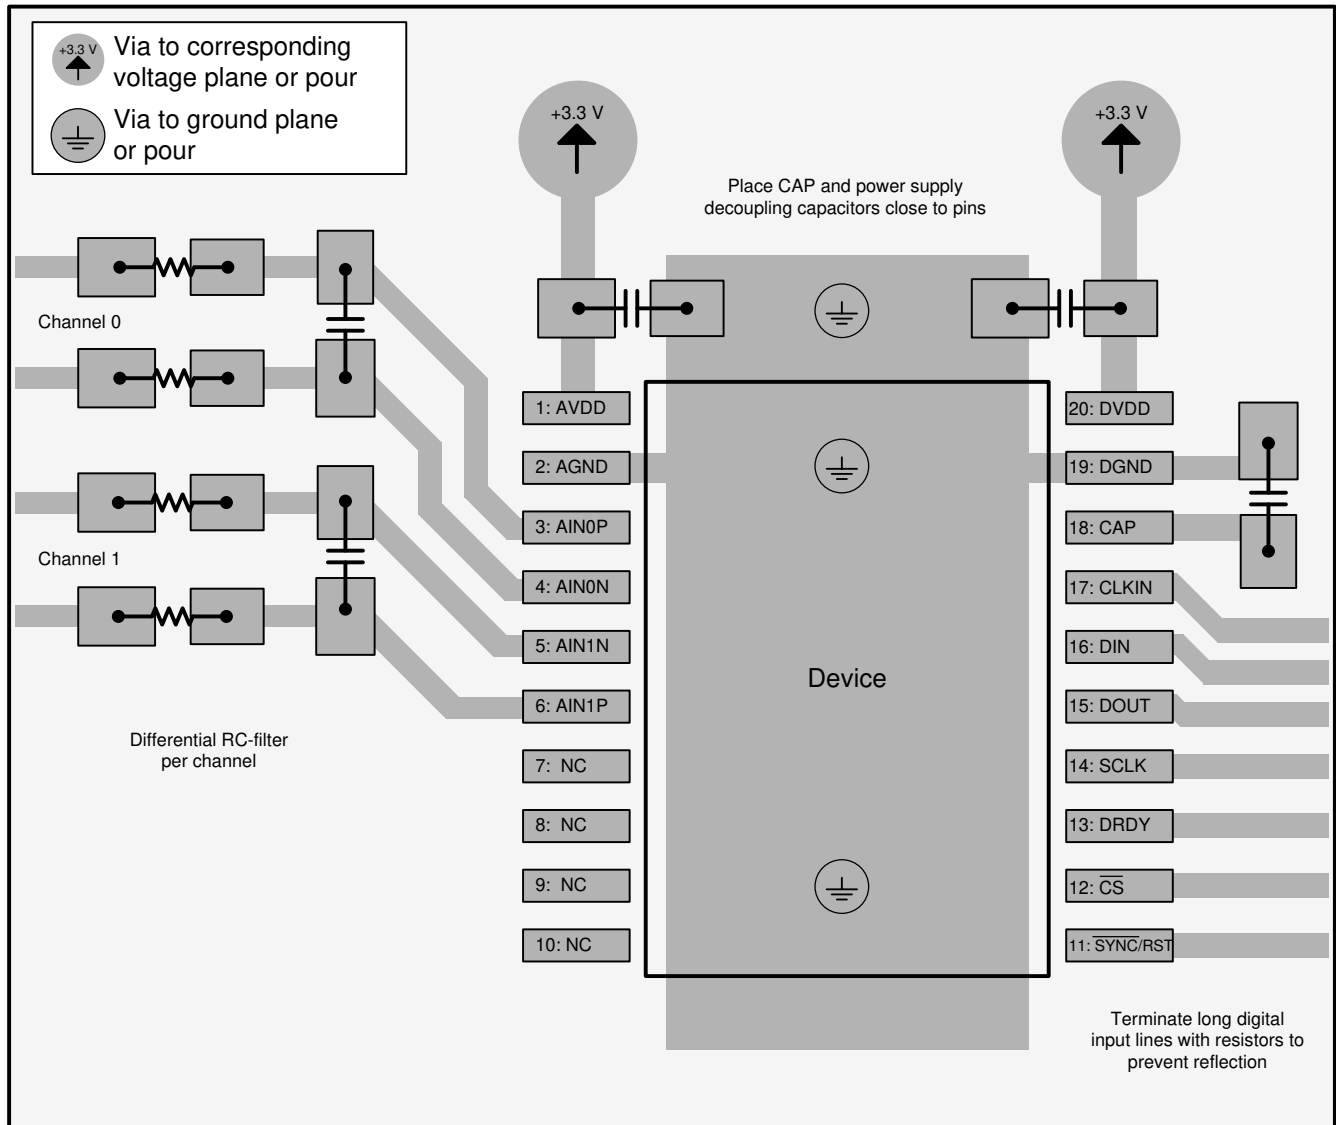 +3.3 V
Via to corresponding
voltage plane or pour
Via to ground plane
or pour
+3.3 V
+3.3 V
Place CAP and power supply
decoupling capacitors close to pins
Channel 0
Channel 1
Differential RC-filter
per channel
1: AVDD
2: AGND
3: AIN0P
4: AIN0N
5: AIN1N
6: AIN1P
7: NC
8: NC
9: NC
10: NC
Device
20: DVDD
19: DGND
18: CAP
17: CLKIN
16: DIN
15: DOUT
14: SCLK
13: DRDY
12: C̅S̅
11: S̅Y̅N̅C̅/RST
Terminate long digital
input lines with resistors to
prevent reflection